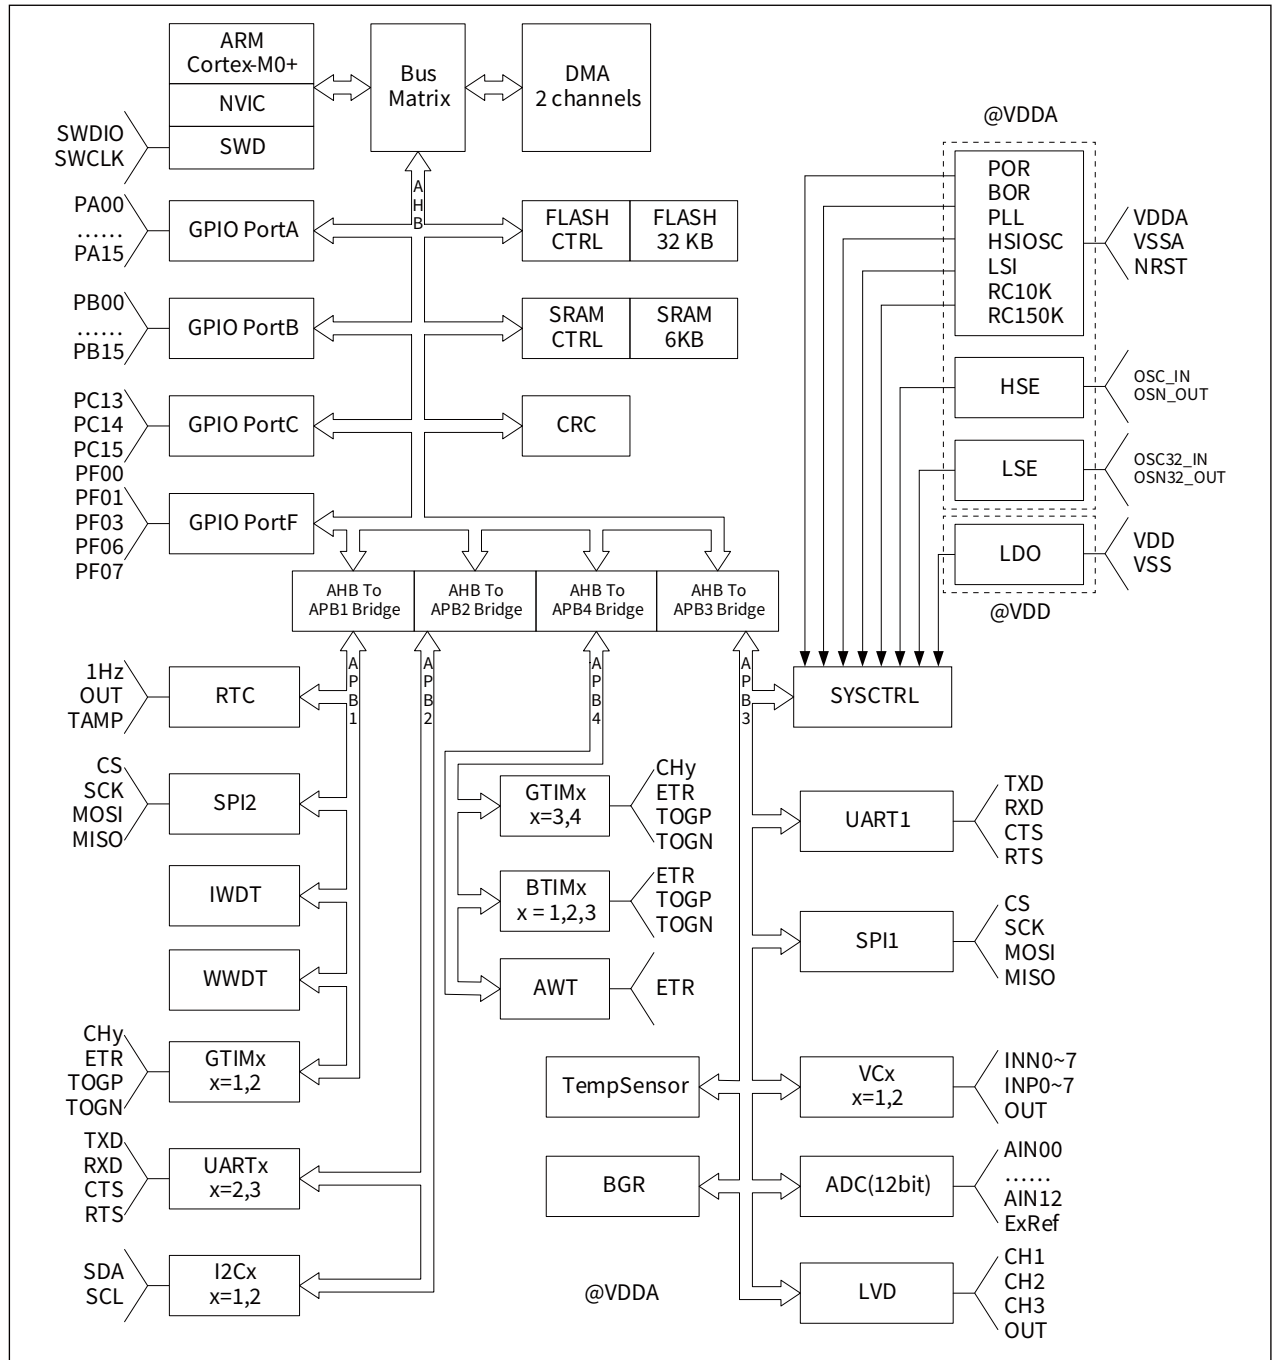 ARM
Cortex-M0+
NVIC
SWD
SWDIO
SWCLK
Bus
Matrix
DMA
2 channels
AHB
PA00
......
PA15
GPIO PortA
FLASH
CTRL
FLASH
32 KB
PB00
......
PB15
GPIO PortB
SRAM
CTRL
SRAM
6KB
PC13
PC14
PC15
GPIO PortC
CRC
PF00
PF01
PF03
PF06
PF07
GPIO PortF
@VDDA
POR
BOR
PLL
HSIOSC
LSI
RC10K
RC150K
VDDA
VSSA
NRST
HSE
OSC_IN
OSN_OUT
LSE
OSC32_IN
OSN32_OUT
LDO
VDD
VSS
@VDD
AHB To
APB1 Bridge
AHB To
APB2 Bridge
AHB To
APB4 Bridge
AHB To
APB3 Bridge
APB1
APB2
APB4
APB3
1Hz
OUT
TAMP
RTC
SYSCTRL
CS
SCK
MOSI
MISO
SPI2
IWDT
WWDT
CHy
ETR
TOGP
TOGN
GTIMx
x=1,2
TXD
RXD
CTS
RTS
UARTx
x=2,3
SDA
SCL
I2Cx
x=1,2
GTIMx
x=3,4
CHy
ETR
TOGP
TOGN
BTIMx
x = 1,2,3
ETR
TOGP
TOGN
AWT
ETR
UART1
TXD
RXD
CTS
RTS
SPI1
CS
SCK
MOSI
MISO
TempSensor
VCx
x=1,2
INN0~7
INP0~7
OUT
BGR
ADC(12bit)
AIN00
......
AIN12
ExRef
@VDDA
LVD
CH1
CH2
CH3
OUT